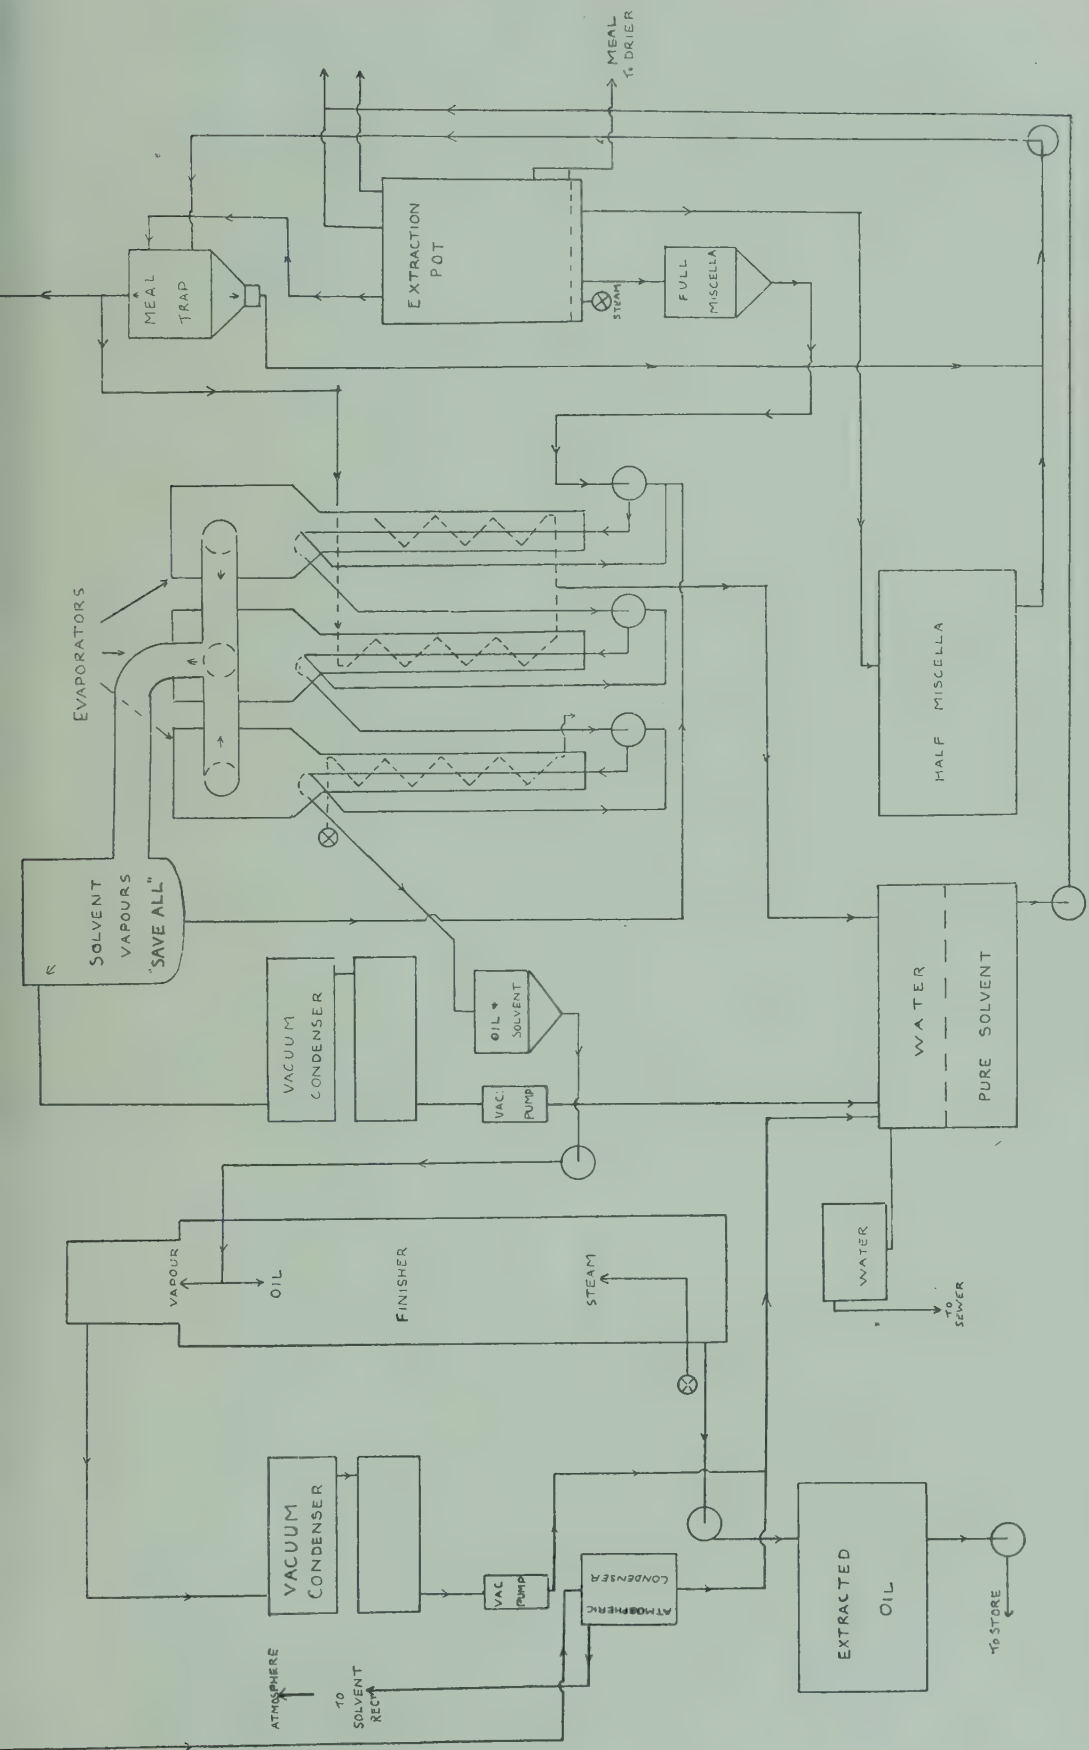 MEAL
TO DRIER
MEAL
TRAP
EXTRACTION
POT
STEAM
FULL
MISCELLA
EVAPORATORS
HALF MISCELLA
SOLVENT
VAPOURS
"SAVE ALL"
VACUUM
CONDENSER
OIL +
SOLVENT
VAC:
PUMP
WATER
PURE SOLVENT
WATER
TO
SEWER
VAPOUR
OIL
FINISHER
STEAM
VACUUM
CONDENSER
VAC
PUMP
ATMOSPHERIC
CONDENSER
EXTRACTED
OIL
TO STORE
ATMOSPHERE
TO
SOLVENT